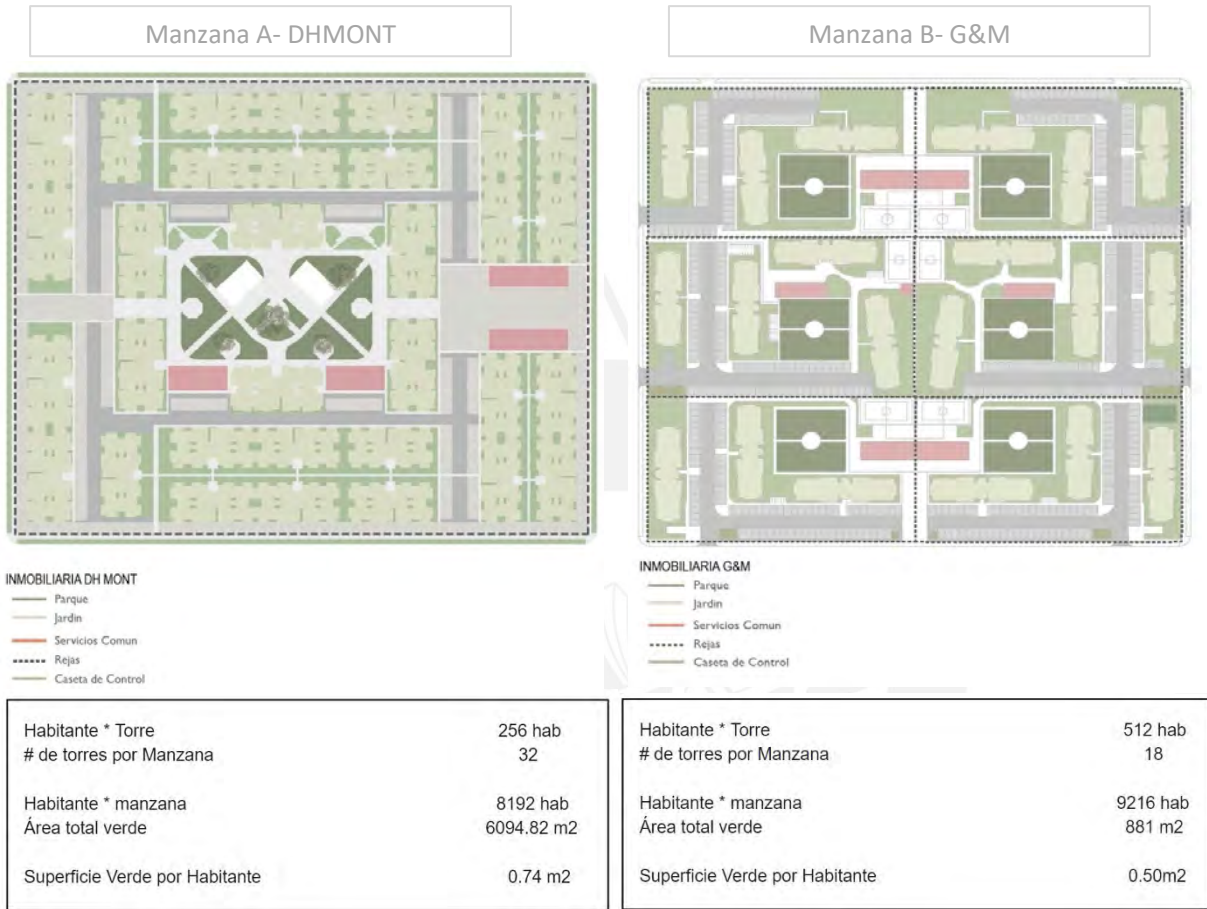 Manzana A- DHMONT
Manzana B- G&M
INMOBILIARIA DH MONT
Parque
Jardin
Servicios Comun
Rejas
Caseta de Control
INMOBILIARIA G&M
Parque
Jardin
Servicios Comun
Rejas
Caseta de Control
Habitante * Torre 256 hab
# de torres por Manzana 32
Habitante * manzana 8192 hab
Área total verde 6094.82 m2
Superficie Verde por Habitante 0.74 m2
Habitante * Torre 512 hab
# de torres por Manzana 18
Habitante * manzana 9216 hab
Área total verde 881 m2
Superficie Verde por Habitante 0.50m2